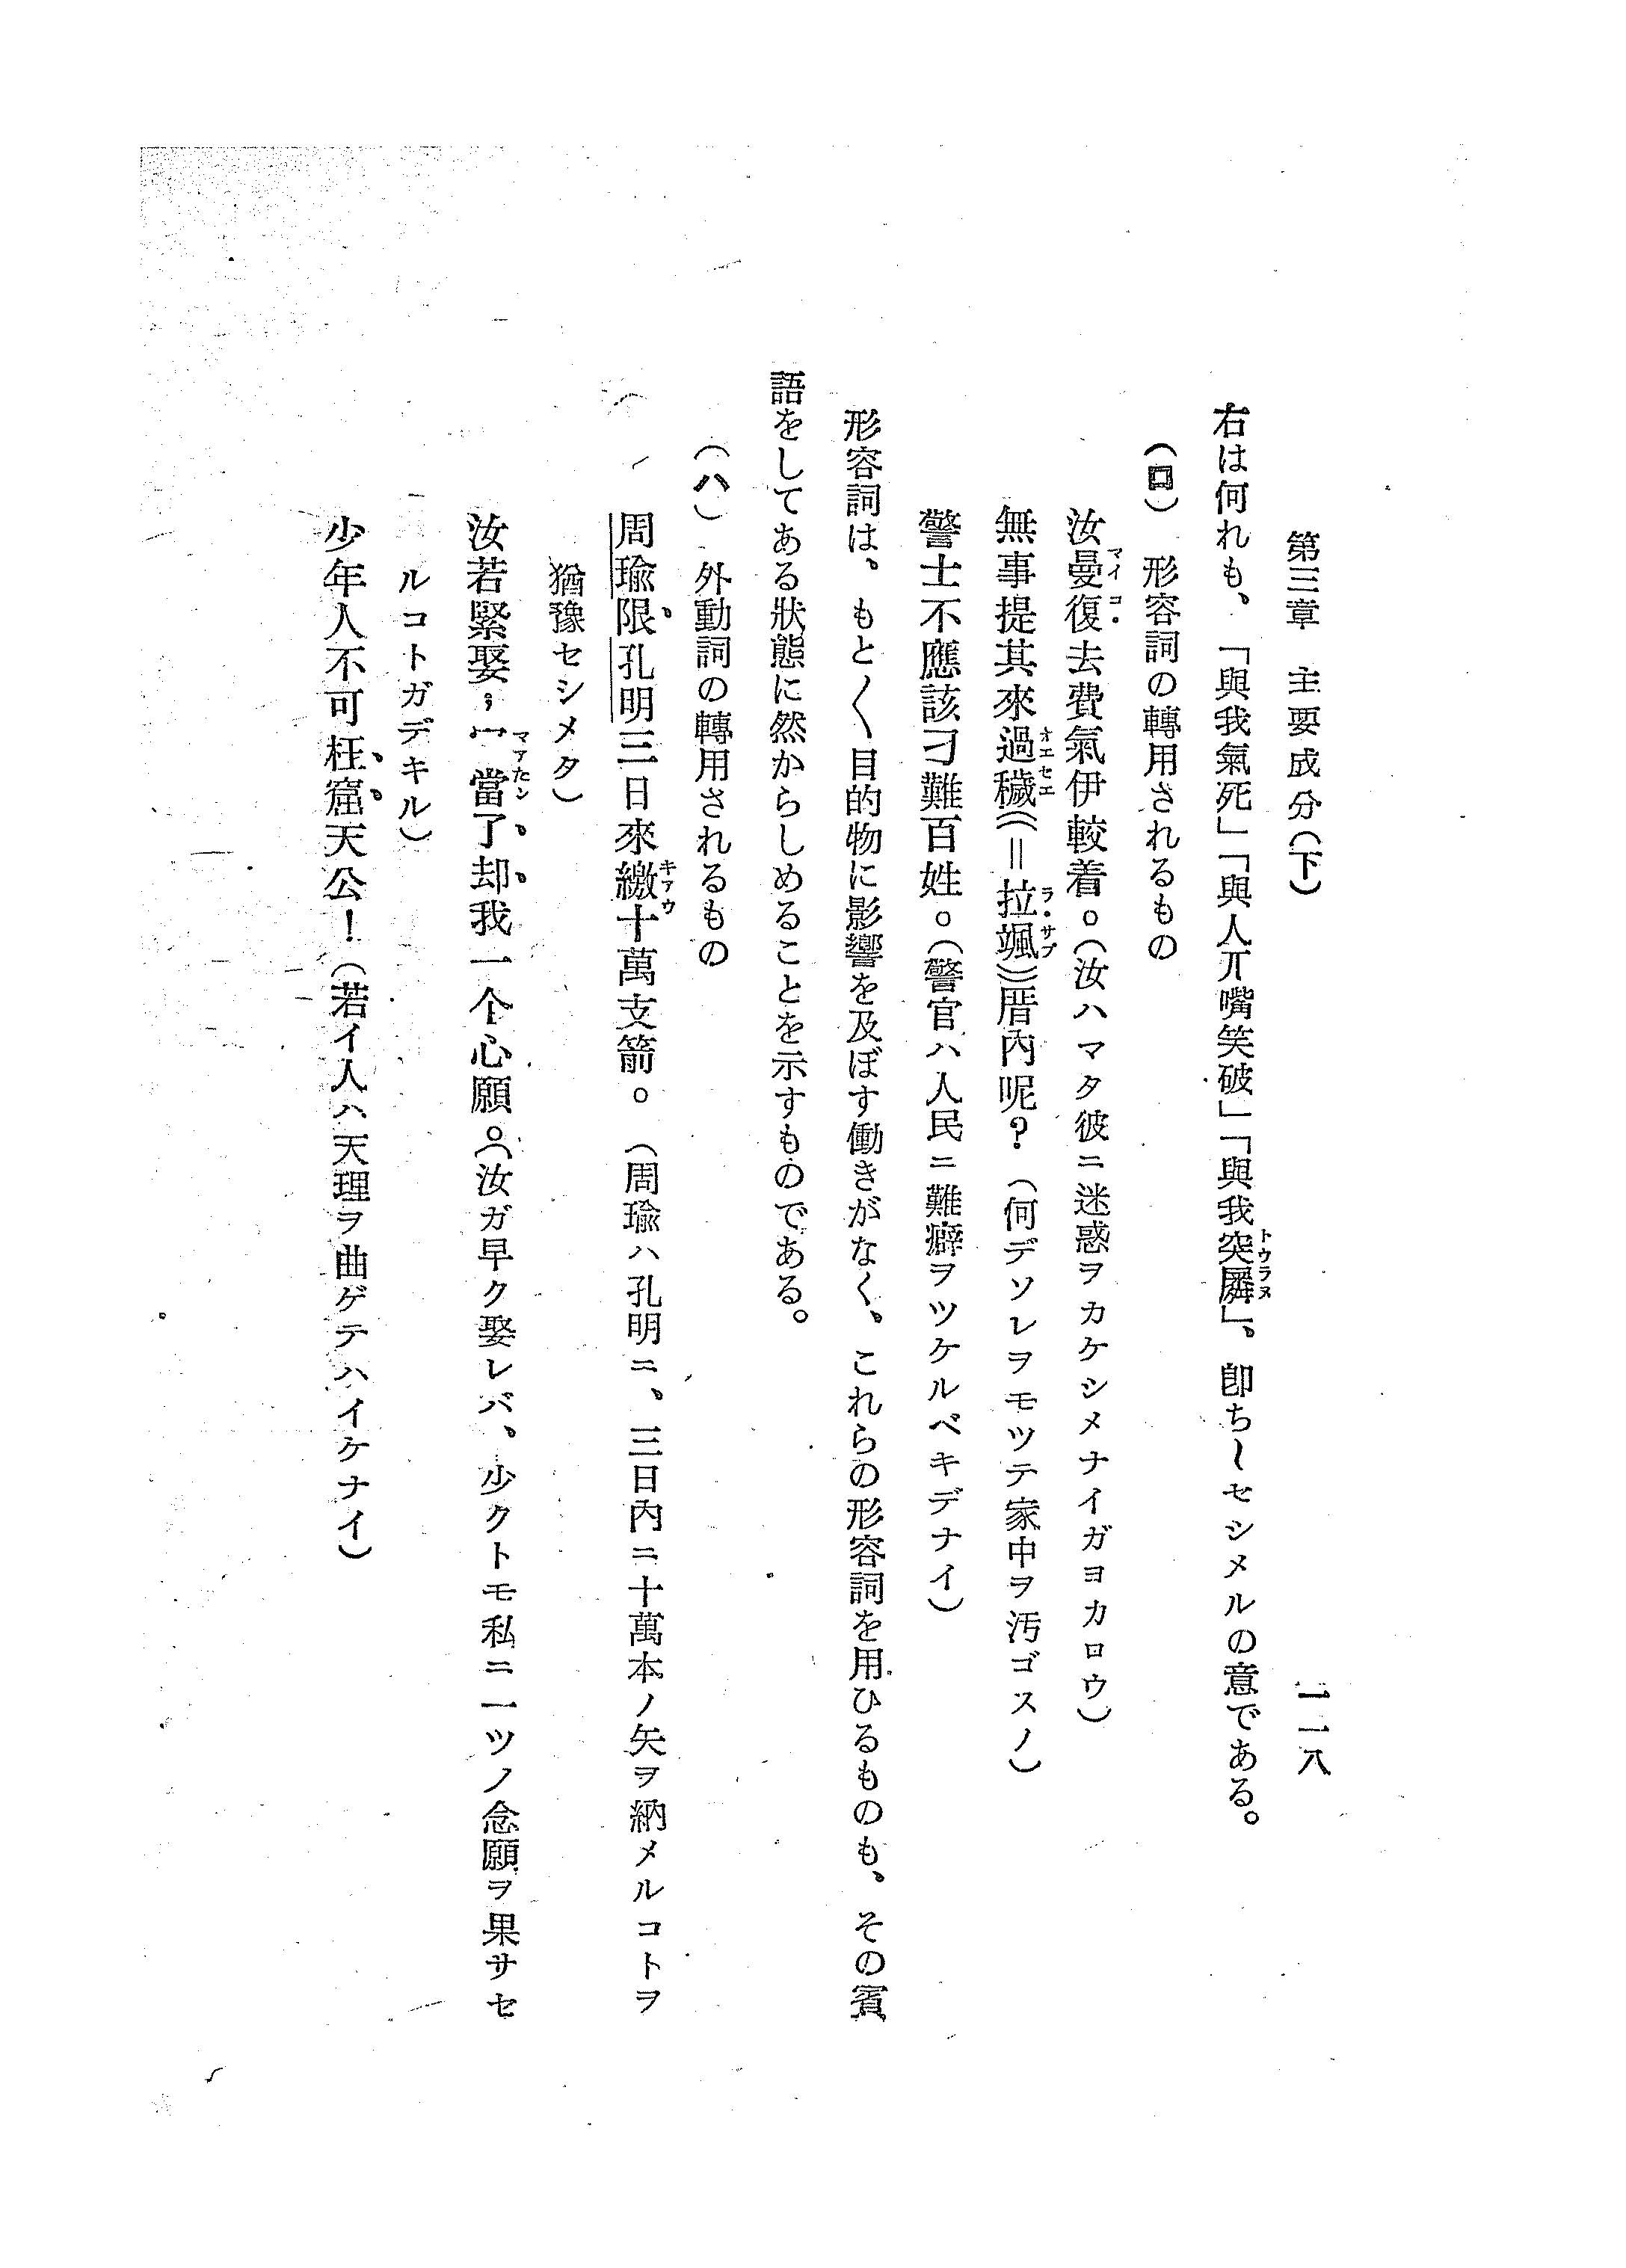 第三章　主要成分（下）
一一八
右は何れも、「與我氣死」「與人丌嘴笑破」「與我突屪」、卽ち〜セシメルの意である。
（ロ）　形容詞の轉用されるもの
汝曼復去費氣伊較着。（汝ハマタ彼ニ迷惑ヲカケシメナイガヨカロウ）
無事提其來過穢《＝拉颯》厝內呢？（何デソレヲモツテ家中ヲ汚ゴスノ）
警士不應該刁難百姓。（警官ハ人民ニ難癖ヲツケルベキデナイ）
形容詞は、もと〱目的物に影響を及ぼす働きがなく、これらの形容詞を用ひるものも、その賓
語をしてある狀態に然からしめることを示すものである。
（ハ）　外動詞の轉用されるもの
周瑜限孔明三日來繳十萬支箭。（周瑜ハ孔明ニ、三日內ニ十萬本ノ矢ヲ納メルコトヲ
猶豫セシメタ）
汝若緊娶，冖當了却我一个心願。（汝ガ早ク娶レバ、少クトモ私ニ一ツノ念願ヲ果サセ
ルコトガデキル）
少年人不可枉窟天公！（若イ人ハ天理ヲ曲ゲテハイケナイ）